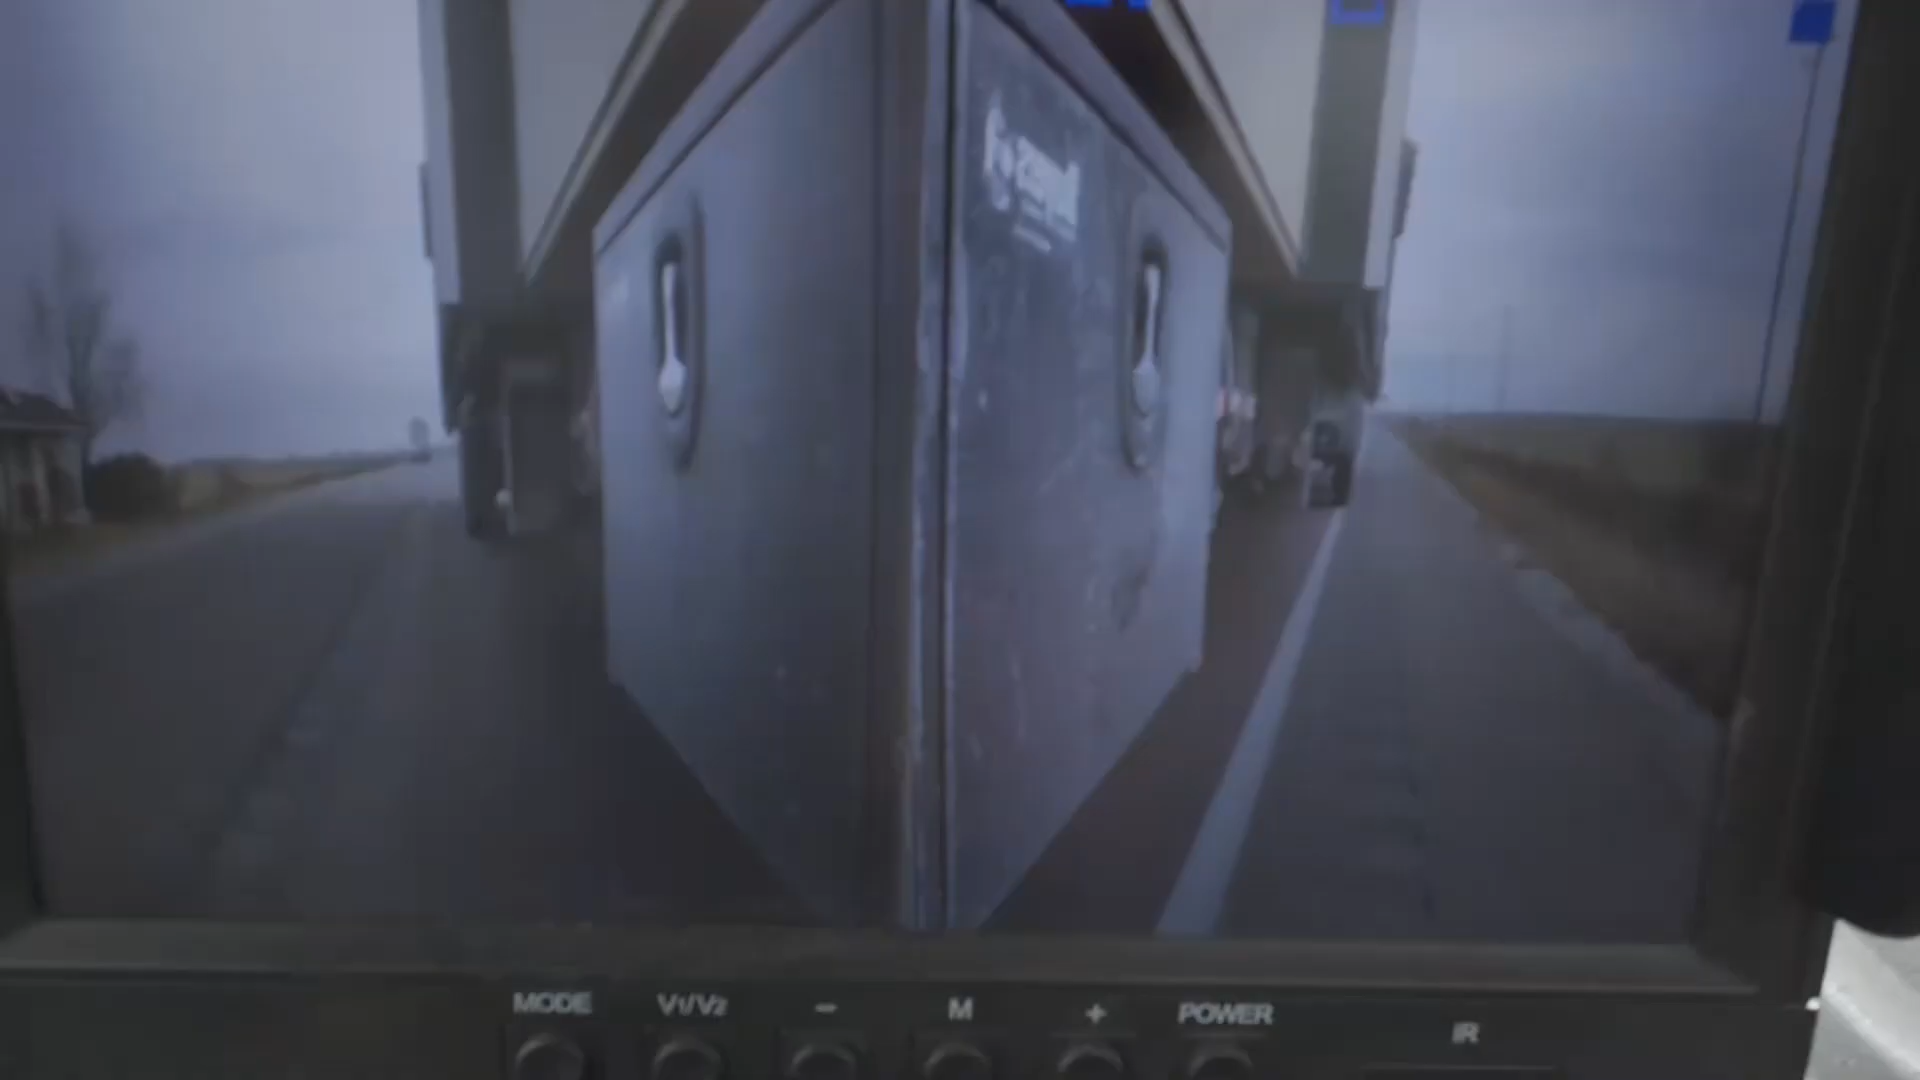 MODE V1/V2 − M + POWER IR